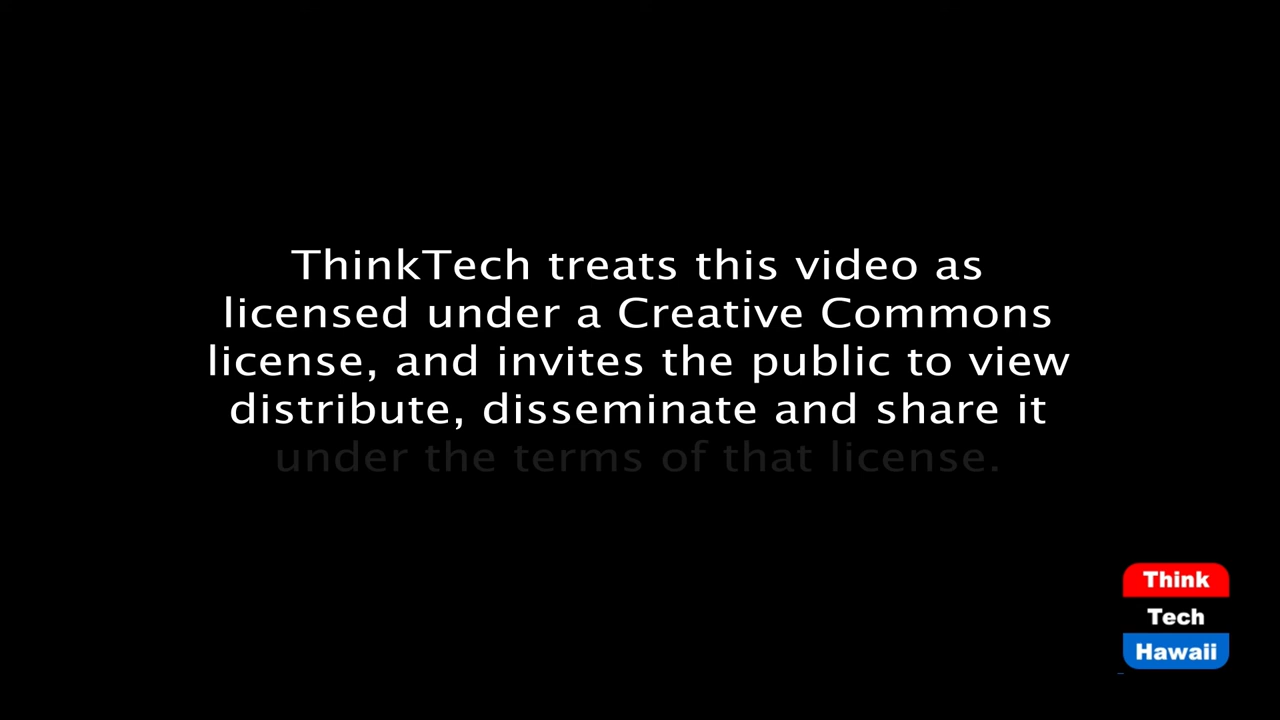 ThinkTech treats this video as
licensed under a Creative Commons
license, and invites the public to view
distribute, disseminate and share it
under the terms of that license.
Think
Tech
Hawaii